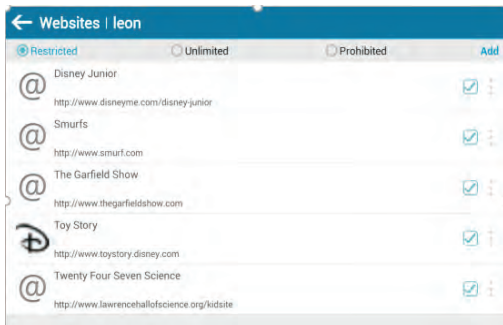 Websites | leon
Restricted Unlimited Prohibited Add
Disney Junior
http://www.disneyme.com/disney-junior
Smurfs
http://www.smurf.com
The Garfield Show
http://www.thegarfieldshow.com
Toy Story
http://www.toystory.disney.com
Twenty Four Seven Science
http://www.lawrencehallofscience.org/kidsite